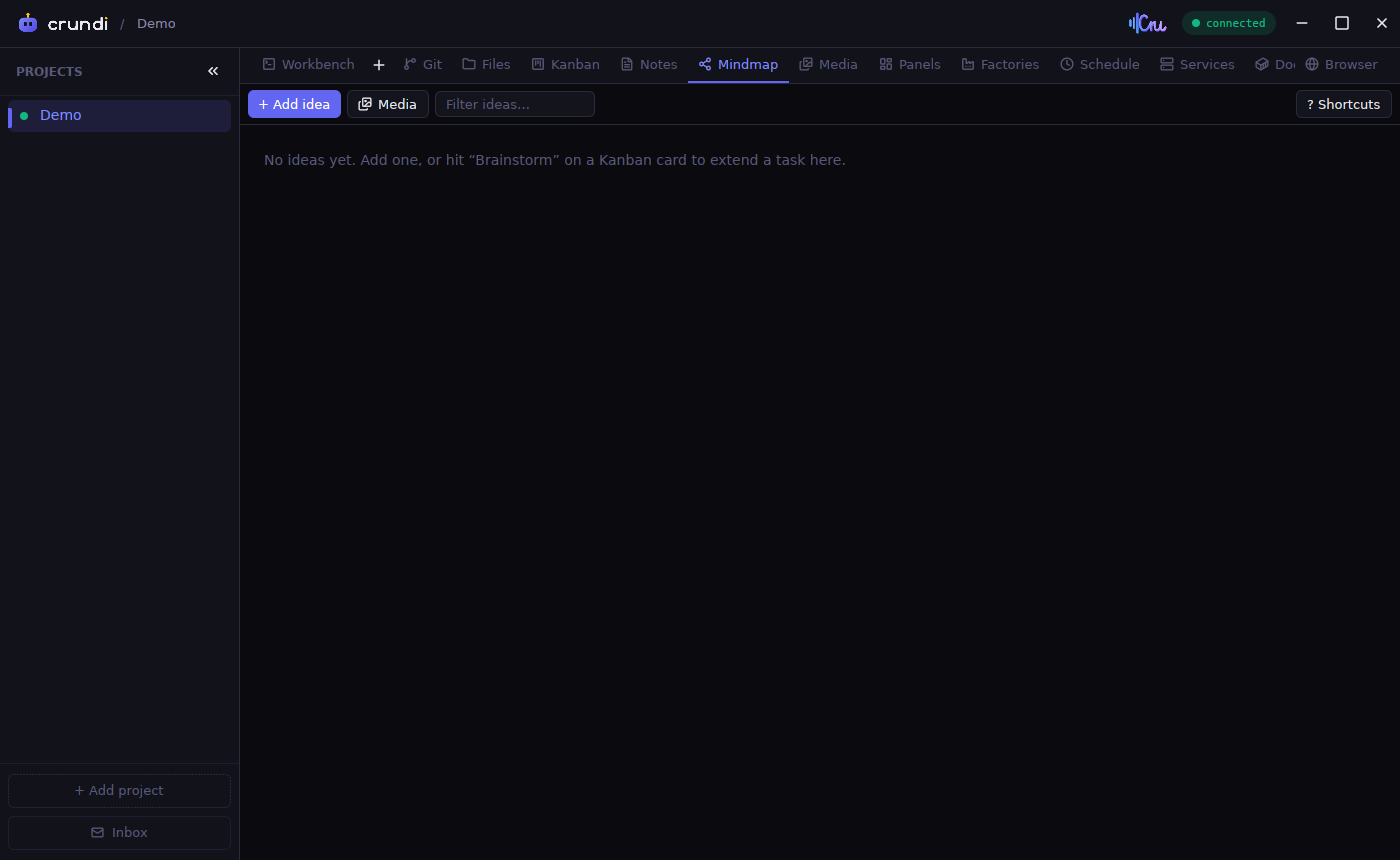 crundi / Demo
Cru
connected
PROJECTS
Workbench + Git Files Kanban Notes Mindmap Media Panels Factories Schedule Services Browser
+ Add idea Media Filter ideas... ? Shortcuts
Demo
No ideas yet. Add one, or hit “Brainstorm” on a Kanban card to extend a task here.
+ Add project
Inbox